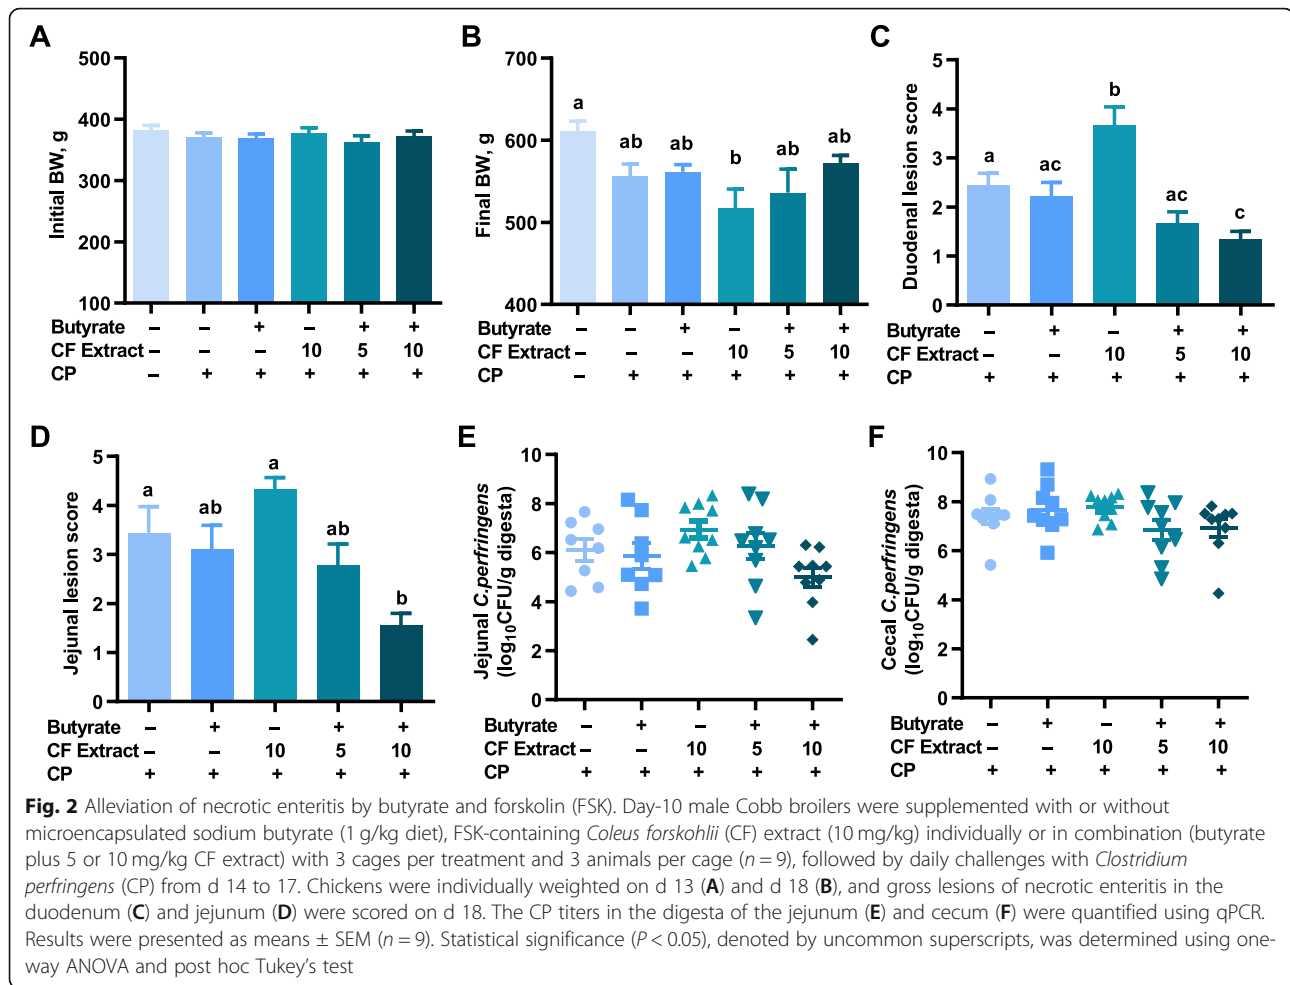 A
500
400
300
200
100
Initial BW, g
Butyrate – – + – + +
CF Extract – – – 10 5 10
CP – + + + + +
B
700
600
500
400
Final BW, g
a ab ab b ab ab
Butyrate – – + – + +
CF Extract – – – 10 5 10
CP – + + + + +
C
5
4
3
2
1
0
Duodenal lesion score
a ac b ac c
Butyrate – + – + +
CF Extract – – 10 5 10
CP + + + + +
D
5
4
3
2
1
0
Jejunal lesion score
a ab a ab b
Butyrate – + – + +
CF Extract – – 10 5 10
CP + + + + +
E
10
8
6
4
2
0
Jejunal C.perfringens
(log10CFU/g digesta)
Butyrate – + – + +
CF Extract – – 10 5 10
CP + + + + +
F
10
8
6
4
2
0
Cecal C.perfringens
(log10CFU/g digesta)
Butyrate – + – + +
CF Extract – – 10 5 10
CP + + + + +
Fig. 2 Alleviation of necrotic enteritis by butyrate and forskolin (FSK). Day-10 male Cobb broilers were supplemented with or without
microencapsulated sodium butyrate (1 g/kg diet), FSK-containing Coleus forskohlii (CF) extract (10 mg/kg) individually or in combination (butyrate
plus 5 or 10 mg/kg CF extract) with 3 cages per treatment and 3 animals per cage (n = 9), followed by daily challenges with Clostridium
perfringens (CP) from d 14 to 17. Chickens were individually weighted on d 13 (A) and d 18 (B), and gross lesions of necrotic enteritis in the
duodenum (C) and jejunum (D) were scored on d 18. The CP titers in the digesta of the jejunum (E) and cecum (F) were quantified using qPCR.
Results were presented as means ± SEM (n = 9). Statistical significance (P < 0.05), denoted by uncommon superscripts, was determined using one-
way ANOVA and post hoc Tukey's test